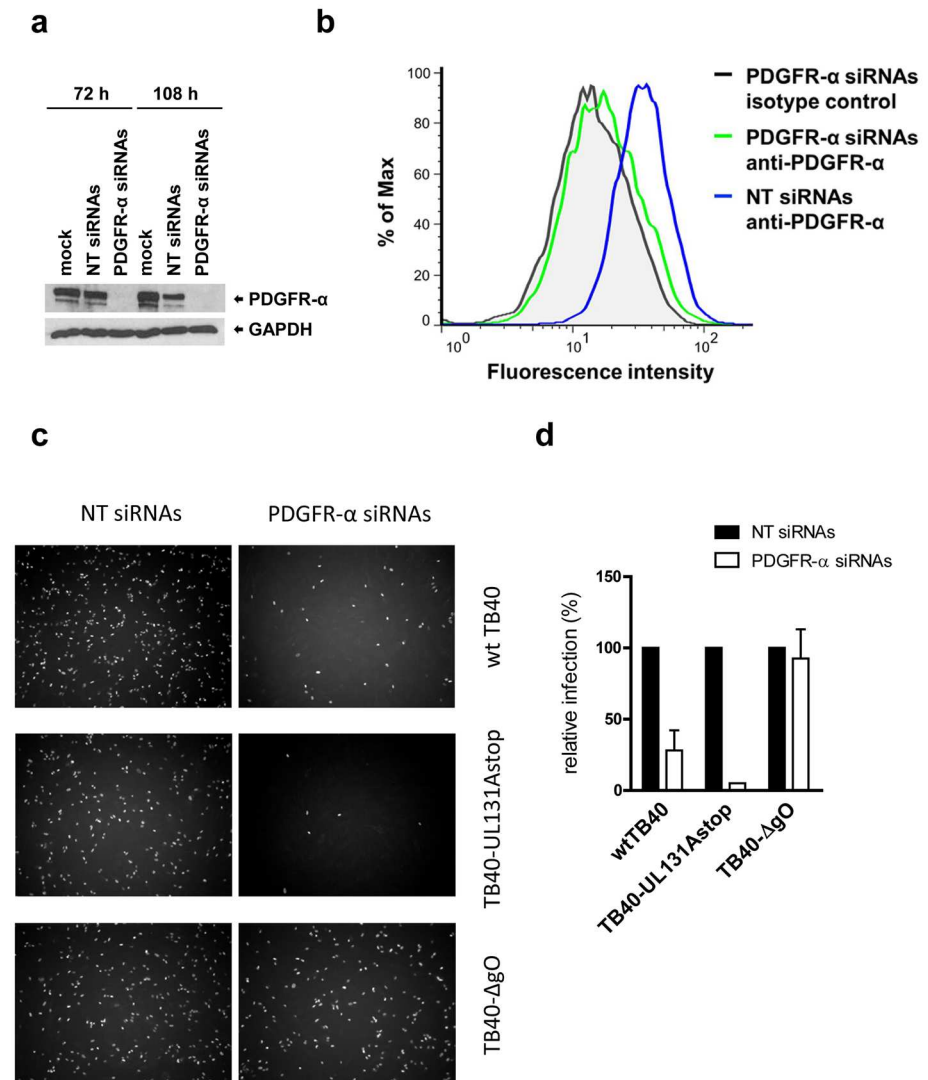 a
72 h 108 h
mock
NT siRNAs
PDGFR-α siRNAs
mock
NT siRNAs
PDGFR-α siRNAs
PDGFR-α
GAPDH
b
% of Max
100
80
60
40
20
0
10⁰ 10¹ 10²
Fluorescence intensity
PDGFR-α siRNAs
isotype control
PDGFR-α siRNAs
anti-PDGFR-α
NT siRNAs
anti-PDGFR-α
c
NT siRNAs PDGFR-α siRNAs
wt TB40
TB40-UL131Astop
TB40-ΔgO
d
NT siRNAs
PDGFR-α siRNAs
relative infection (%)
150
100
50
0
wtTB40
TB40-UL131Astop
TB40-ΔgO